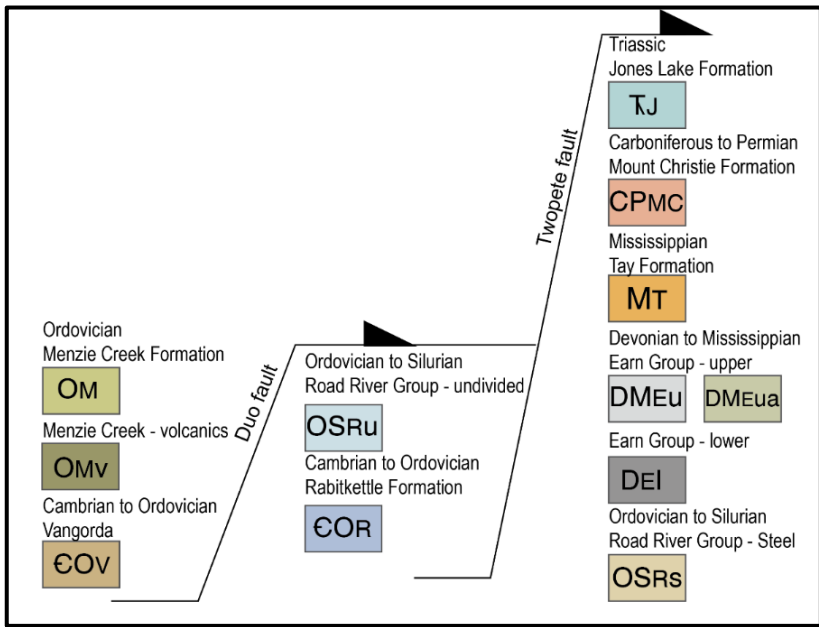 Ordovician
Menzie Creek Formation
OM
Menzie Creek - volcanics
OMv
Cambrian to Ordovician
Vangorda
ЄOV
Duo fault
Ordovician to Silurian
Road River Group - undivided
OSRu
Cambrian to Ordovician
Rabitkettle Formation
ЄOR
Twopete fault
Triassic
Jones Lake Formation
TRJ
Carboniferous to Permian
Mount Christie Formation
CPMC
Mississippian
Tay Formation
MT
Devonian to Mississippian
Earn Group - upper
DMEu DMEua
Earn Group - lower
DEl
Ordovician to Silurian
Road River Group - Steel
OSRs